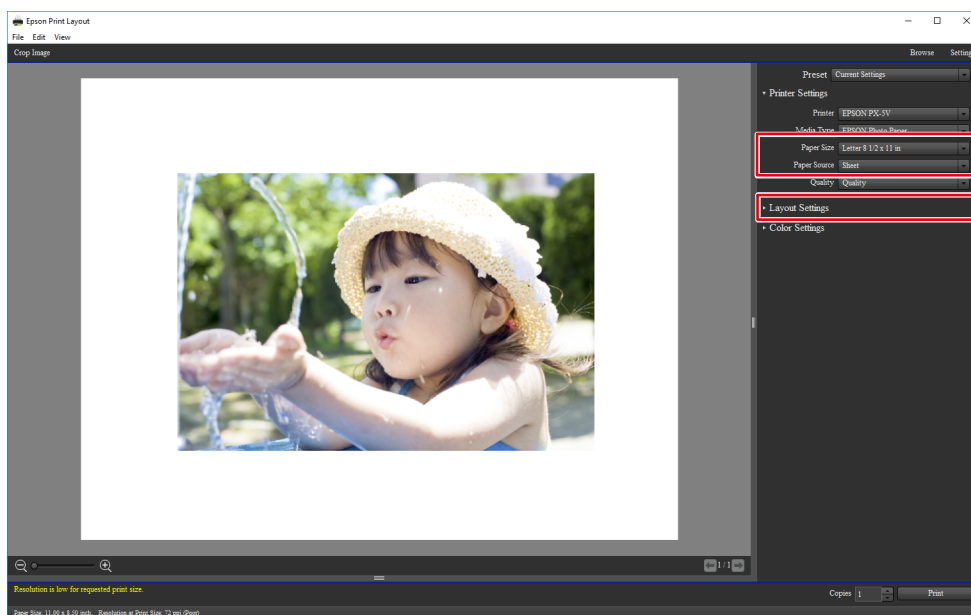 Epson Print Layout
File Edit View
Crop Image
Browse
Setting
Preset Current Settings
Printer Settings
Printer EPSON PX-5V
Media Type EPSON Photo Paper
Paper Size Letter 8 1/2 x 11 in
Paper Source Sheet
Quality Quality
Layout Settings
Color Settings
1 / 1
Resolution is low for requested print size.
Copies 1 Print
Paper Size: 11.00 x 8.50 inch. Resolution at Print Size: 72 ppi (Poor)